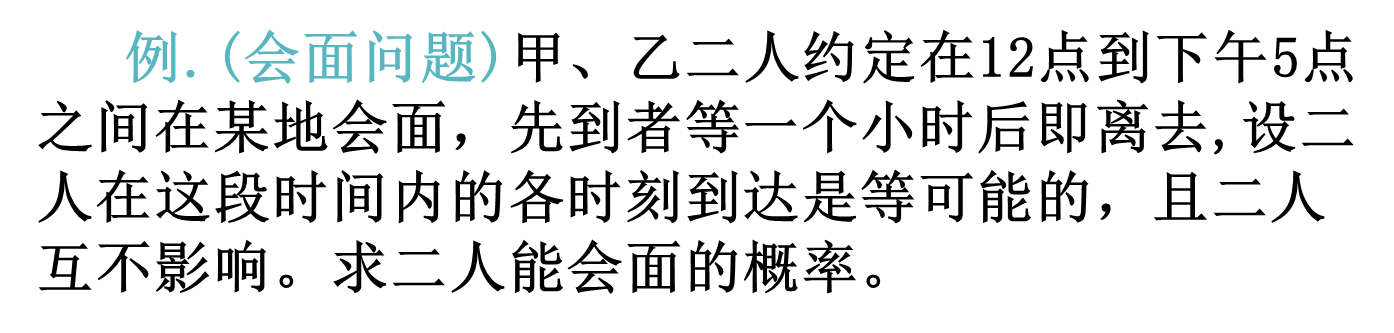 例.(会面问题)甲、乙二人约定在12点到下午5点
之间在某地会面，先到者等一个小时后即离去,设二
人在这段时间内的各时刻到达是等可能的，且二人
互不影响。求二人能会面的概率。